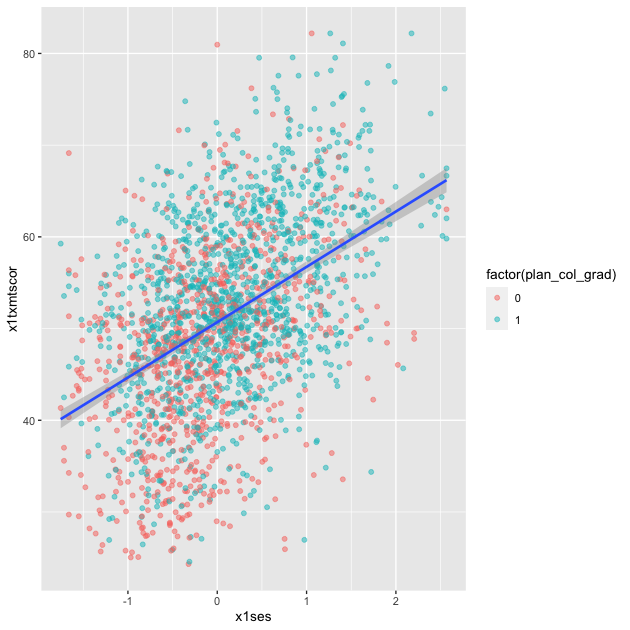 80
60
40
x1txmtscor
-1 0 1 2
x1ses
factor(plan_col_grad)
0
1